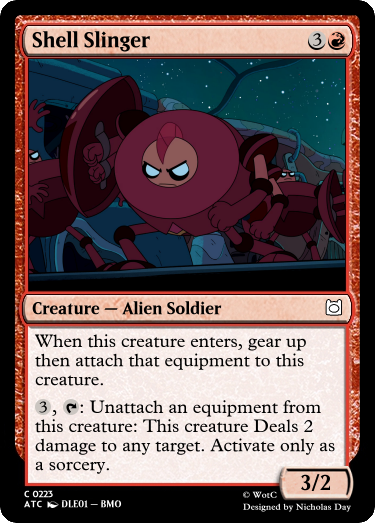 Shell Slinger 3
Creature — Alien Soldier
When this creature enters, gear up
then attach that equipment to this
creature.
3, : Unattach an equipment from
this creature: This creature Deals 2
damage to any target. Activate only as
a sorcery.
3/2
C 0223
ATC DLE01 — BMO
© WotC
Designed by Nicholas Day